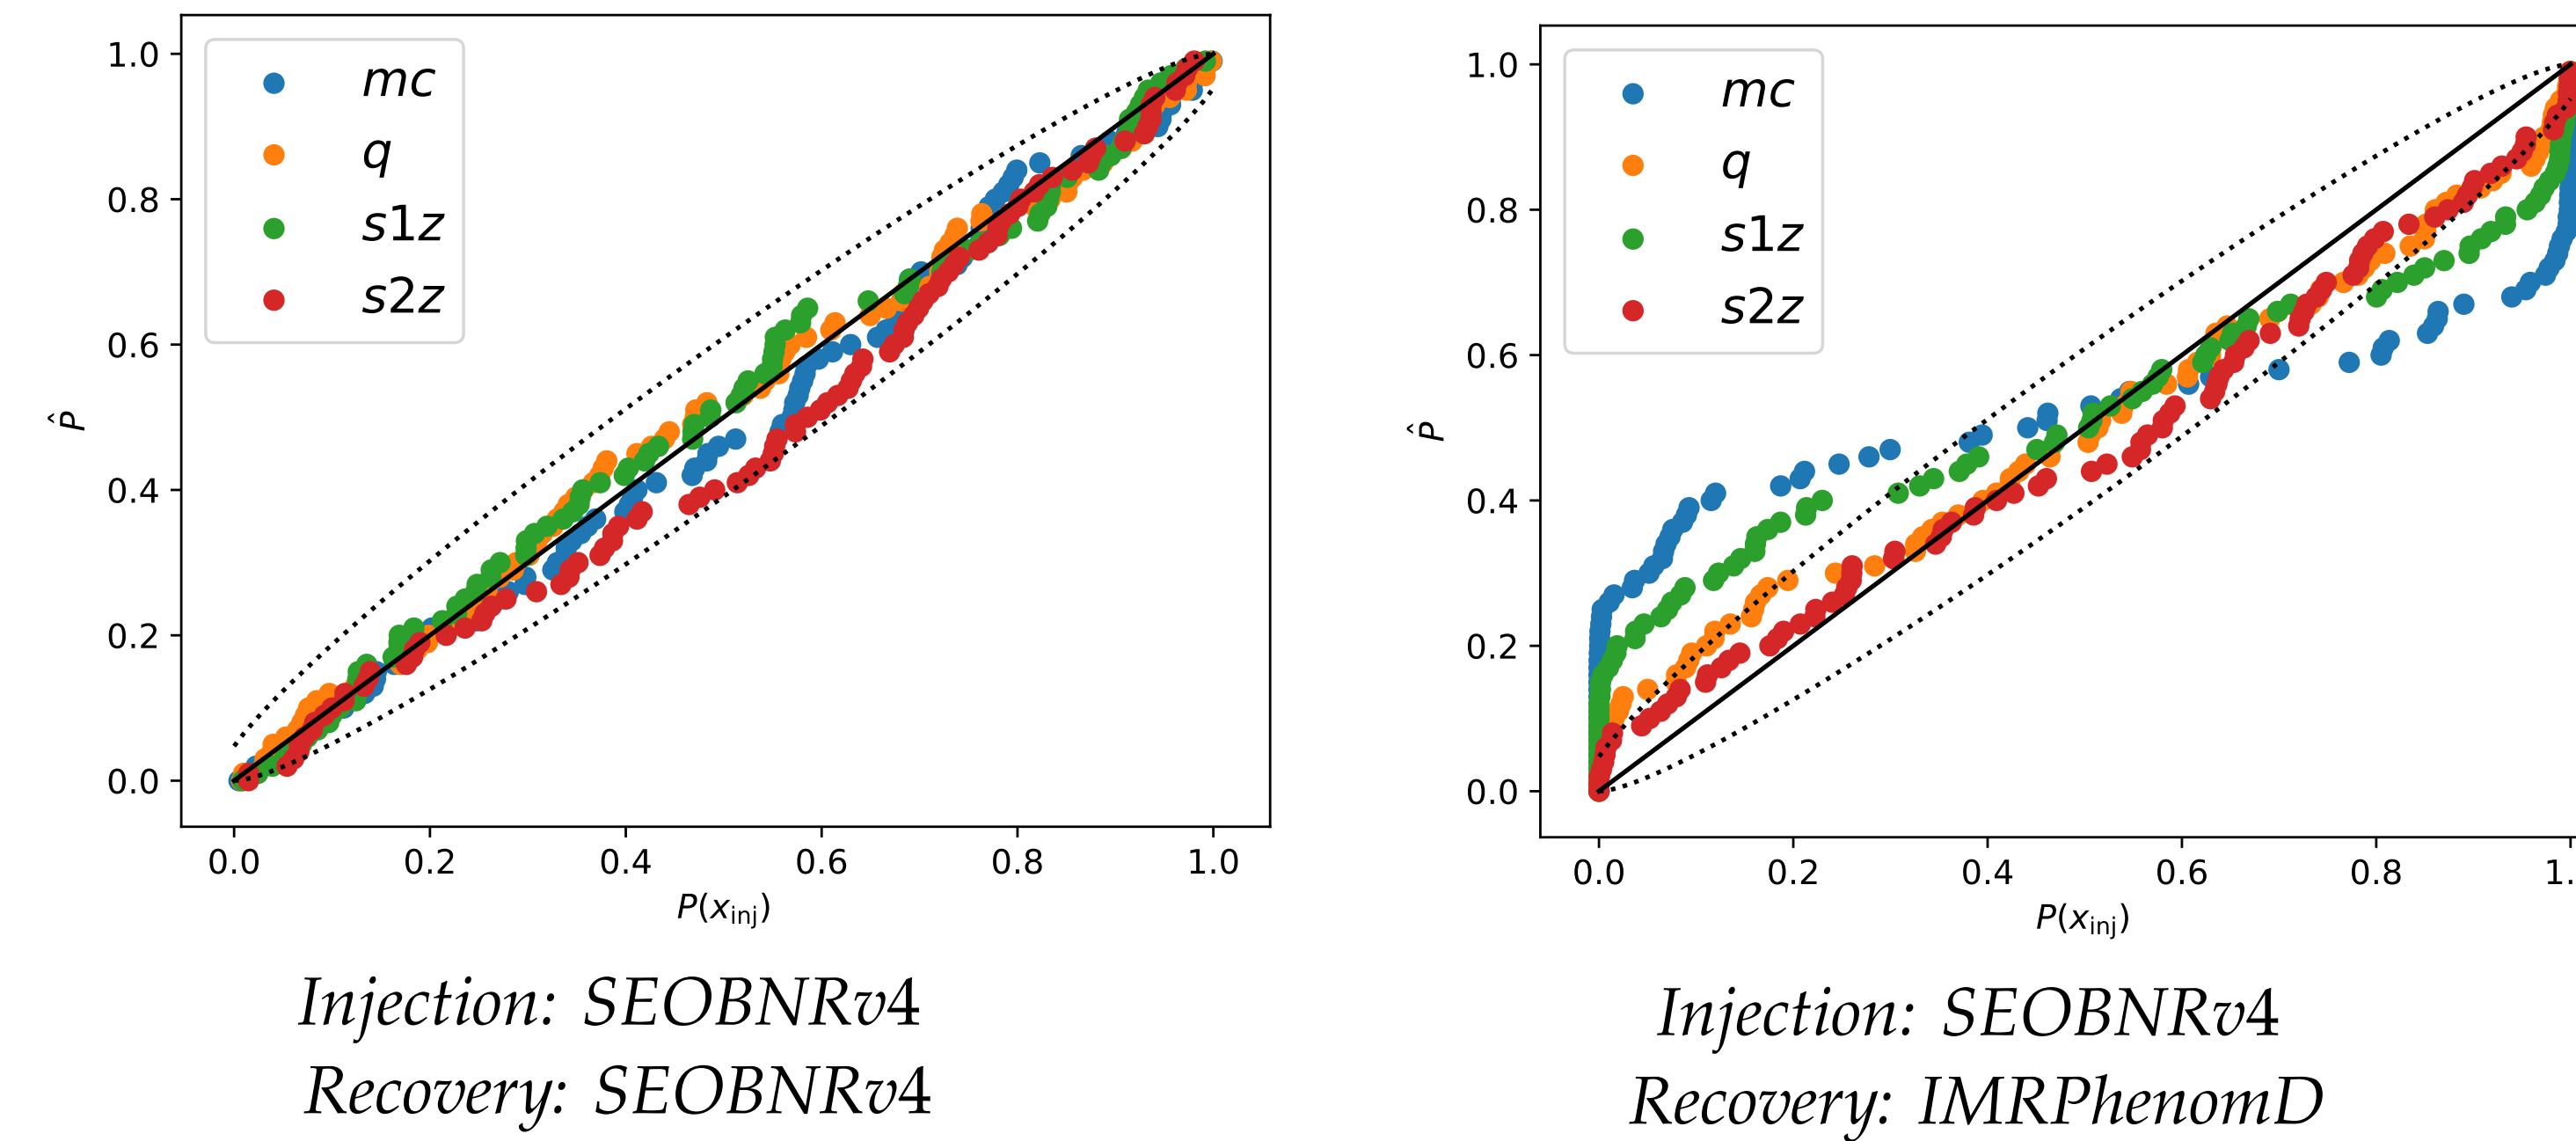 1.0
0.8
0.6
0.4
0.2
0.0
P̂
mc
q
s1z
s2z
0.0 0.2 0.4 0.6 0.8 1.0
P(x_inj)
Injection: SEOBNRv4
Recovery: SEOBNRv4
1.0
0.8
0.6
0.4
0.2
0.0
P̂
mc
q
s1z
s2z
0.0 0.2 0.4 0.6 0.8 1.
P(x_inj)
Injection: SEOBNRv4
Recovery: IMRPhenomD